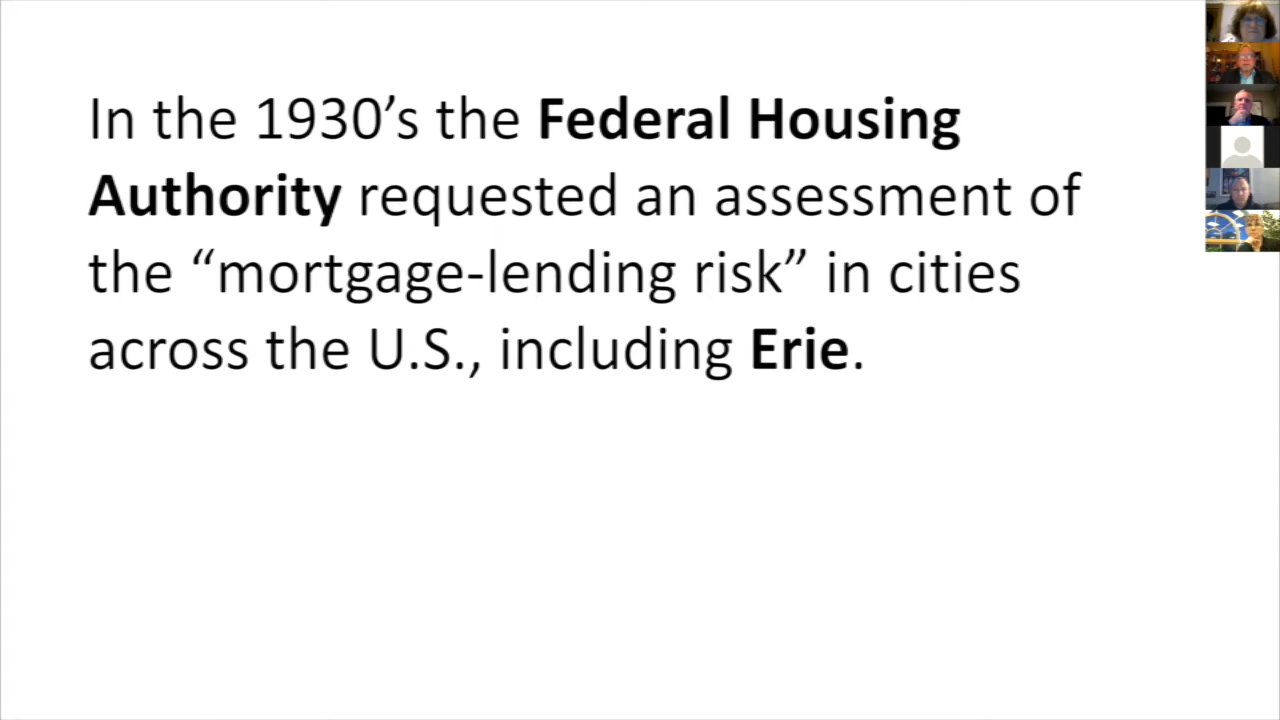 In the 1930’s the Federal Housing
Authority requested an assessment of
the “mortgage-lending risk” in cities
across the U.S., including Erie.